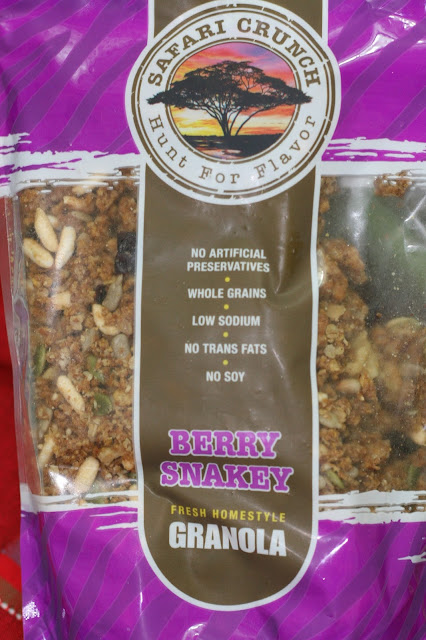 SAFARI CRUNCH
Hunt For Flavor
NO ARTIFICIAL
PRESERVATIVES
•
WHOLE GRAINS
•
LOW SODIUM
•
NO TRANS FATS
•
NO SOY
BERRY
SNAKEY
FRESH HOMESTYLE
GRANOLA